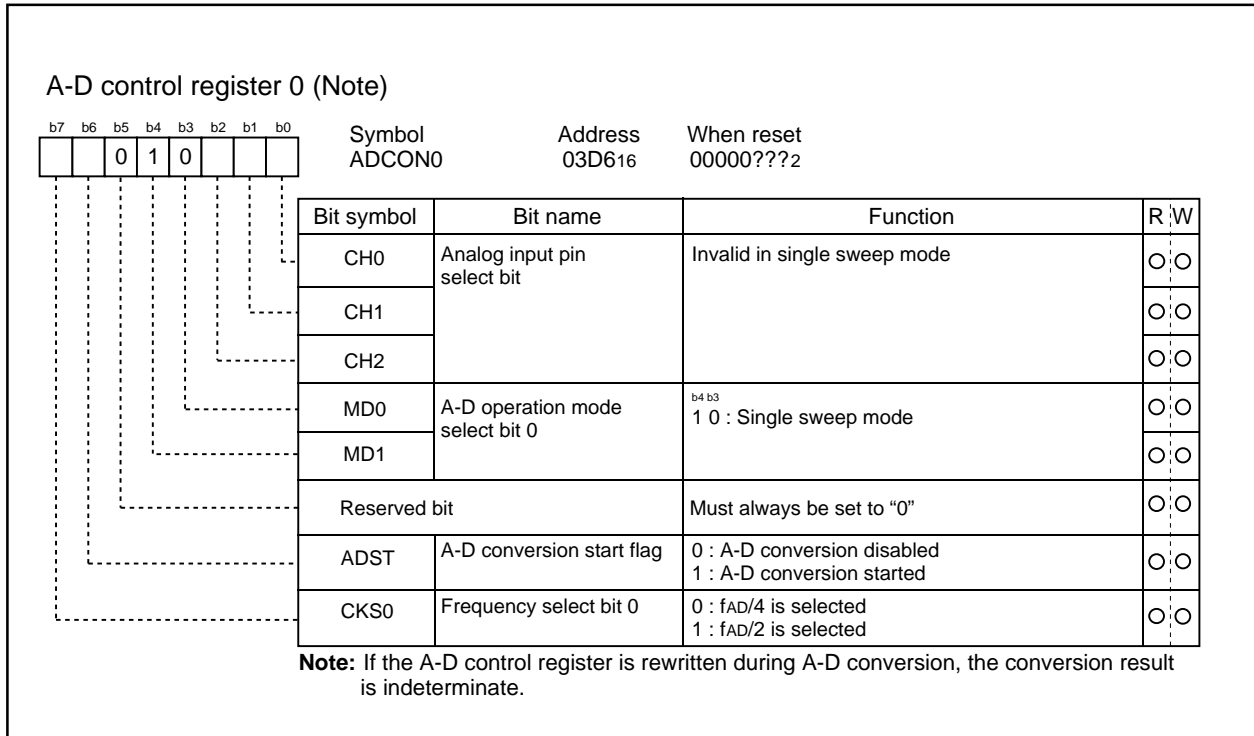 A-D control register 0 (Note)
b7 b6 b5 b4 b3 b2 b1 b0
0 1 0
Symbol Address When reset
ADCON0 03D616 00000???2
Bit symbol Bit name Function R W
CH0 Analog input pin Invalid in single sweep mode
select bit
CH1
CH2
MD0 A-D operation mode
select bit 0
b4 b3
1 0 : Single sweep mode
MD1
Reserved bit Must always be set to “0”
ADST A-D conversion start flag 0 : A-D conversion disabled
1 : A-D conversion started
CKS0 Frequency select bit 0 0 : fAD/4 is selected
1 : fAD/2 is selected
Note: If the A-D control register is rewritten during A-D conversion, the conversion result
is indeterminate.